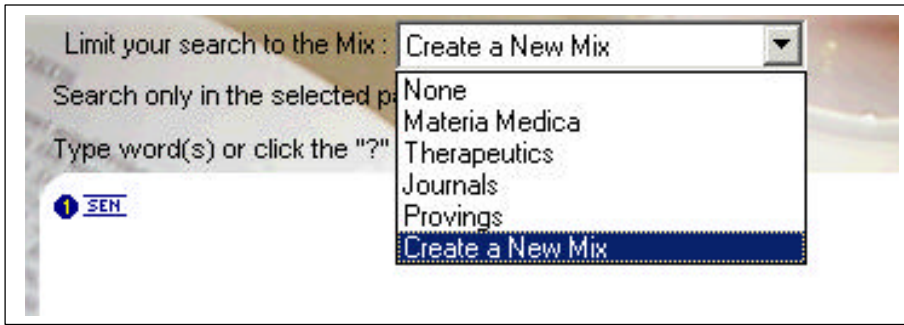 Limit your search to the Mix : Create a New Mix
None
Search only in the selected
Materia Medica
Therapeutics
Type word(s) or click the "?"
Journals
Provings
1 SEN
Create a New Mix